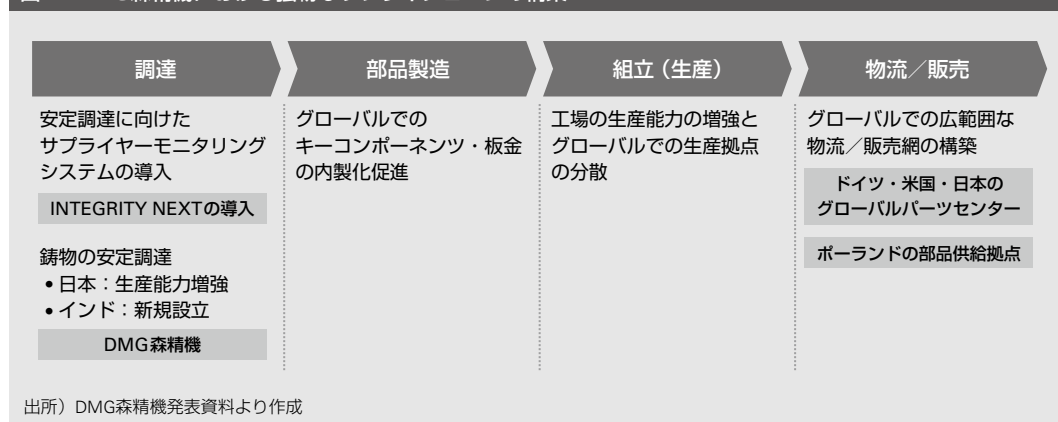 調達
部品製造
組立（生産）
物流／販売
安定調達に向けた
サプライヤーモニタリング
システムの導入
INTEGRITY NEXTの導入
鋳物の安定調達
•日本：生産能力増強
•インド：新規設立
DMG森精機
グローバルでの
キーコンポーネンツ・板金
の内製化促進
工場の生産能力の増強と
グローバルでの生産拠点
の分散
グローバルでの広範囲な
物流／販売網の構築
ドイツ・米国・日本の
グローバルパーツセンター
ポーランドの部品供給拠点
出所）DMG森精機発表資料より作成